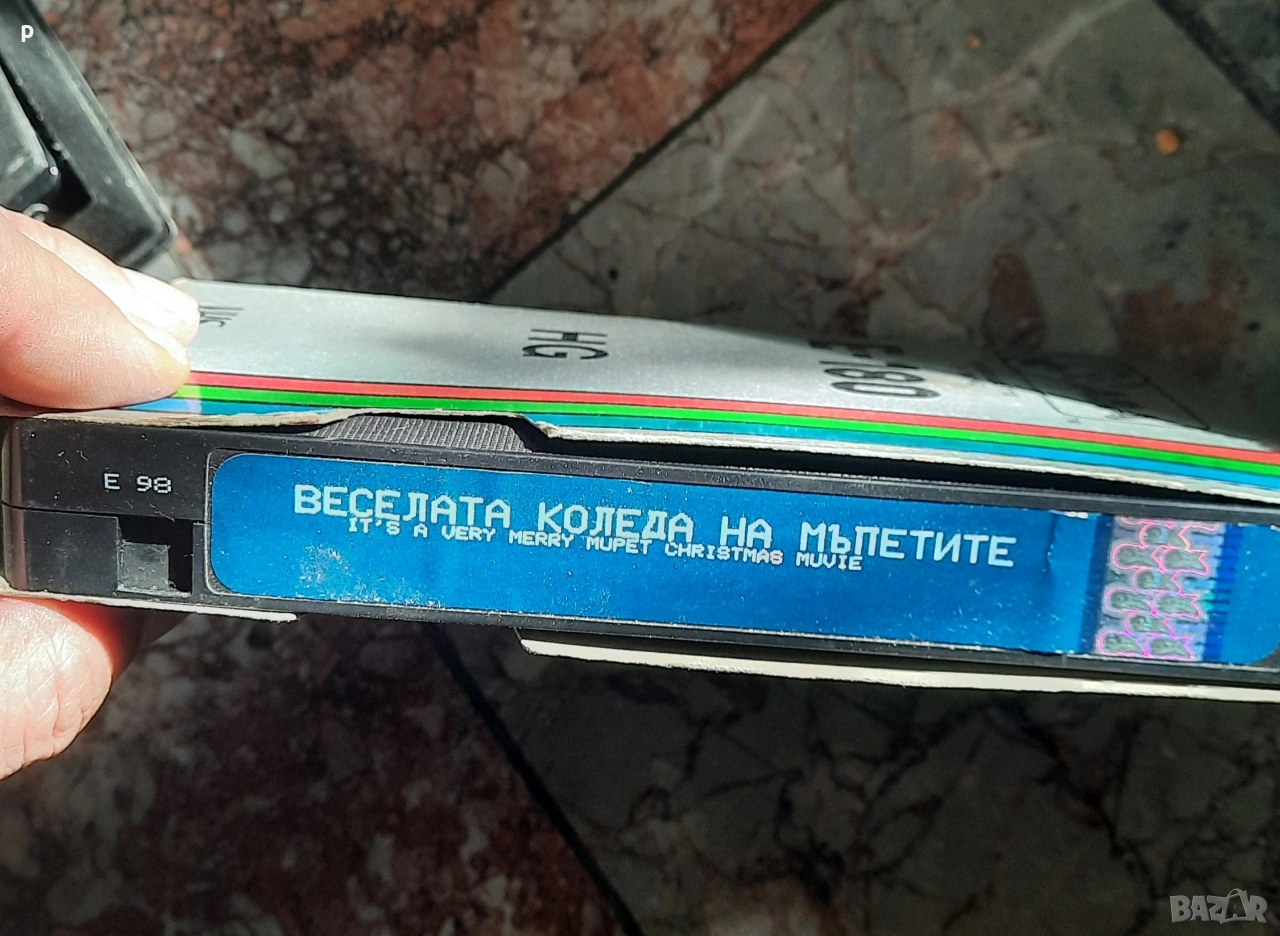 p
HG
E 98
ВЕСЕЛАТА КОЛЕДА НА МЪПЕТИТЕ
IT'S A VERY MERRY MUPET CHRISTMAS MUVIE
BAZAR